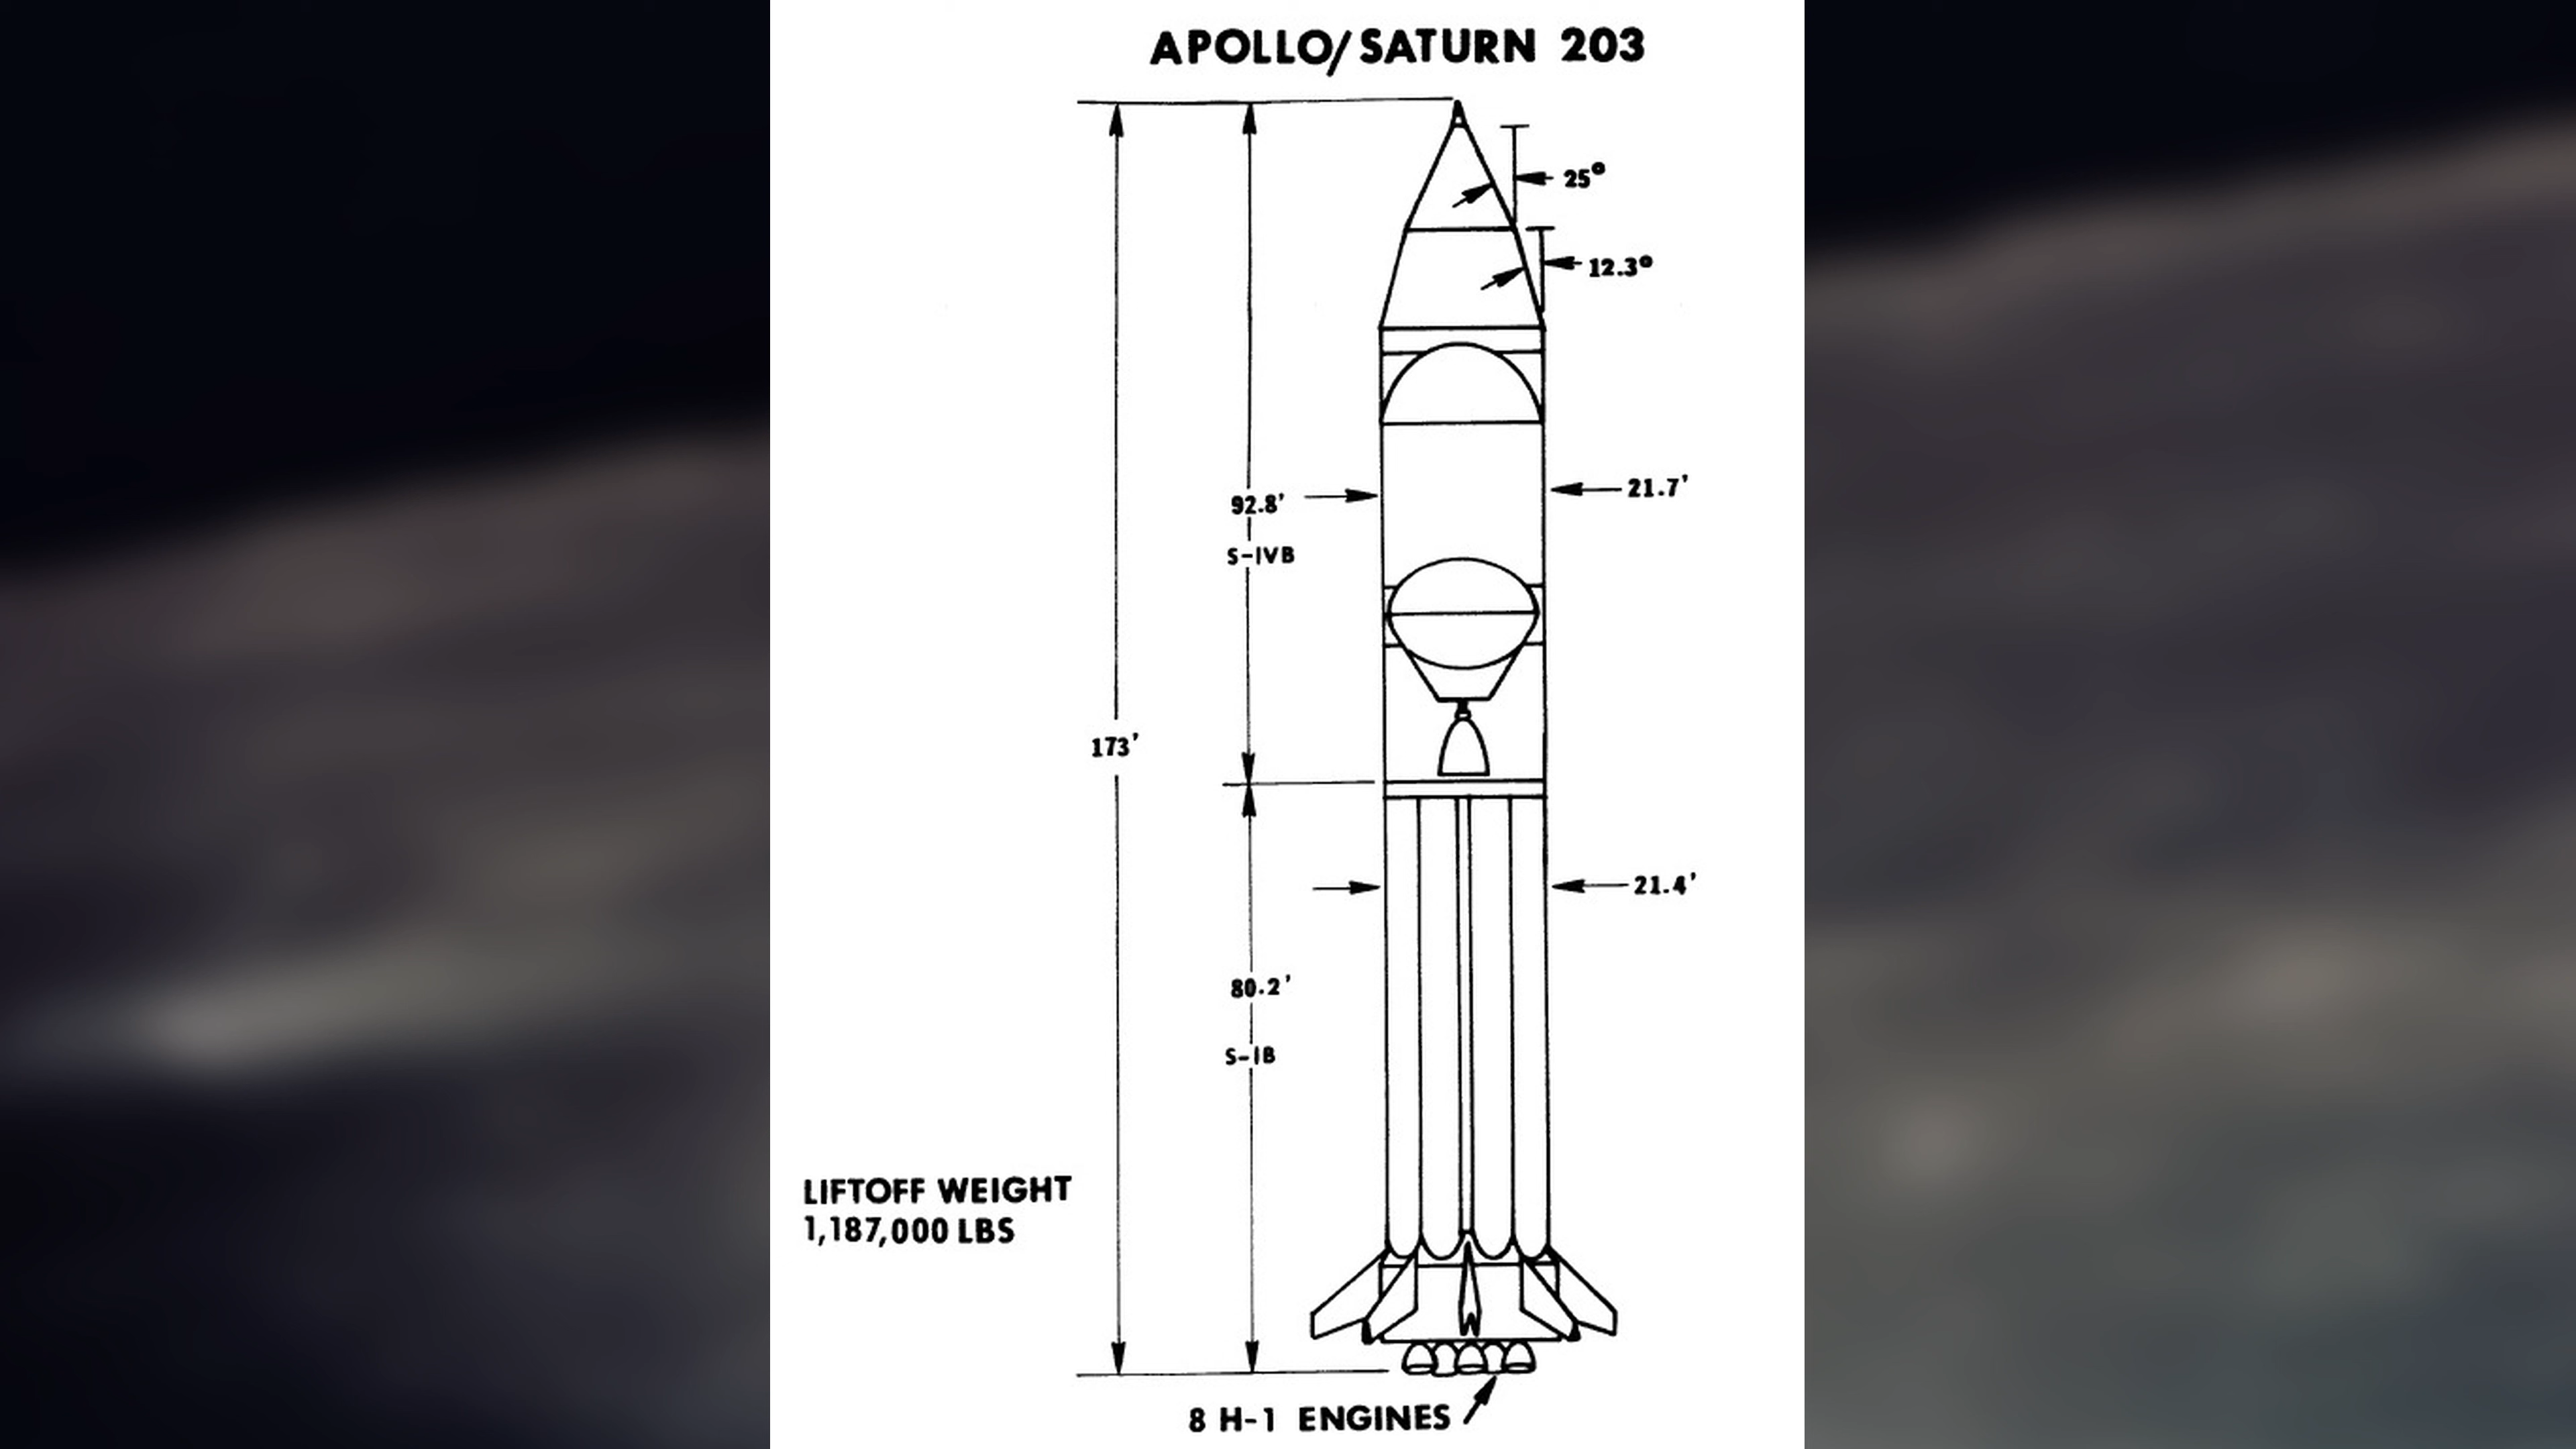 APOLLO/SATURN 203
25°
12.3°
92.8'
21.7'
S-IVB
173'
21.4'
80.2'
S-IB
LIFTOFF WEIGHT
1,187,000 LBS
8 H-1 ENGINES